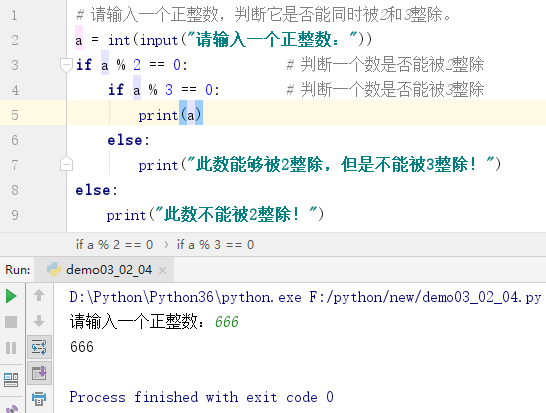 1 # 请输入一个正整数，判断它是否能同时被2和3整除。
2 a = int(input("请输入一个正整数："))
3 if a % 2 == 0: # 判断一个数是否能被2整除
4 if a % 3 == 0: # 判断一个数是否能被3整除
5 print(a)
6 else:
7 print("此数能够被2整除，但是不能被3整除！")
8 else:
9 print("此数不能被2整除！")
if a % 2 == 0 › if a % 3 == 0
Run: demo03_02_04 ×
D:\Python\Python36\python.exe F:/python/new/demo03_02_04.py
请输入一个正整数：666
666
Process finished with exit code 0